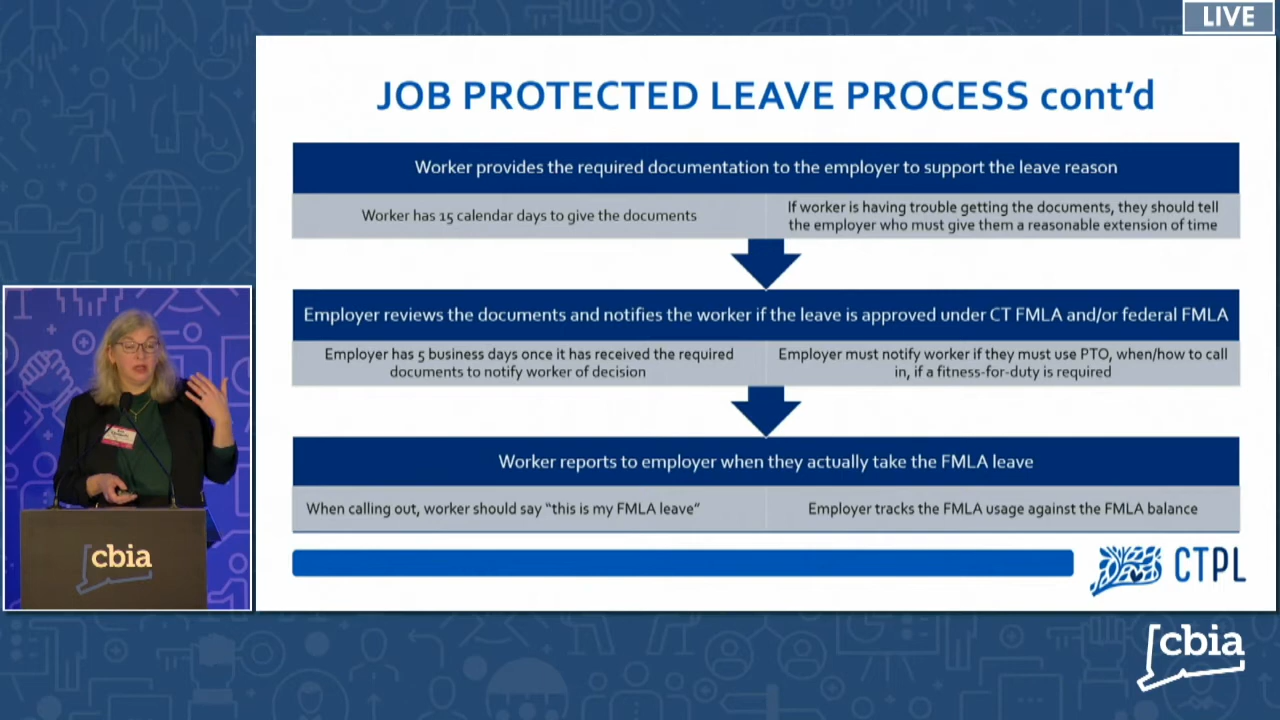 LIVE
JOB PROTECTED LEAVE PROCESS cont'd
Worker provides the required documentation to the employer to support the leave reason
Worker has 15 calendar days to give the documents
If worker is having trouble getting the documents, they should tell
the employer who must give them a reasonable extension of time
Employer reviews the documents and notifies the worker if the leave is approved under CT FMLA and/or federal FMLA
Employer has 5 business days once it has received the required
documents to notify worker of decision
Employer must notify worker if they must use PTO, when/how to call
in, if a fitness-for-duty is required
Worker reports to employer when they actually take the FMLA leave
When calling out, worker should say "this is my FMLA leave"
Employer tracks the FMLA usage against the FMLA balance
CTPL
cbia
cbia